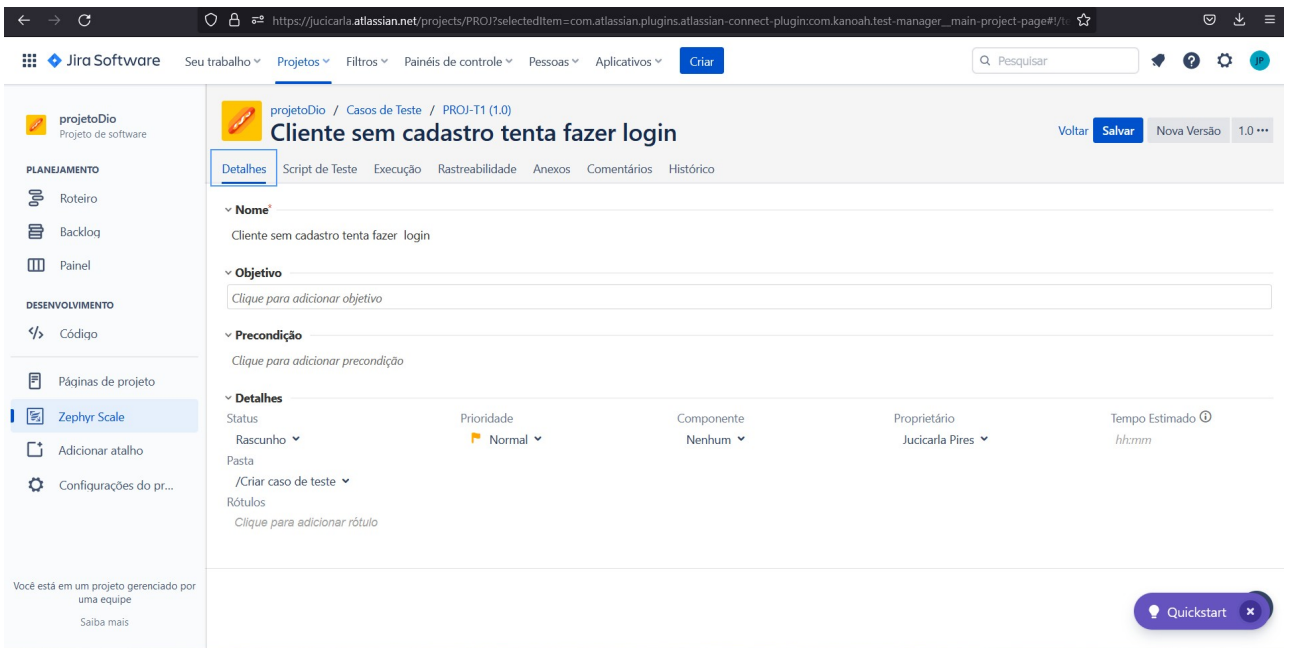 https://jucicarla.atlassian.net/projects/PROJ?selectedItem=com.atlassian.plugins.atlassian-connect-plugin:com.kanoah.test-manager__main-project-page#!/te
Jira Software Seu trabalho Projetos Filtros Painéis de controle Pessoas Aplicativos Criar Pesquisar JP
projetoDio
Projeto de software
PLANEJAMENTO
Roteiro
Backlog
Painel
DESENVOLVIMENTO
Código
Páginas de projeto
Zephyr Scale
Adicionar atalho
Configurações do pr...
Você está em um projeto gerenciado por
uma equipe
Saiba mais
projetoDio / Casos de Teste / PROJ-T1 (1.0)
Cliente sem cadastro tenta fazer login
Voltar Salvar Nova Versão 1.0 •••
Detalhes Script de Teste Execução Rastreabilidade Anexos Comentários Histórico
Nome*
Cliente sem cadastro tenta fazer login
Objetivo
Clique para adicionar objetivo
Precondição
Clique para adicionar precondição
Detalhes
Status Prioridade Componente Proprietário Tempo Estimado
Rascunho Normal Nenhum Jucicarla Pires hh:mm
Pasta
/Criar caso de teste
Rótulos
Clique para adicionar rótulo
Quickstart